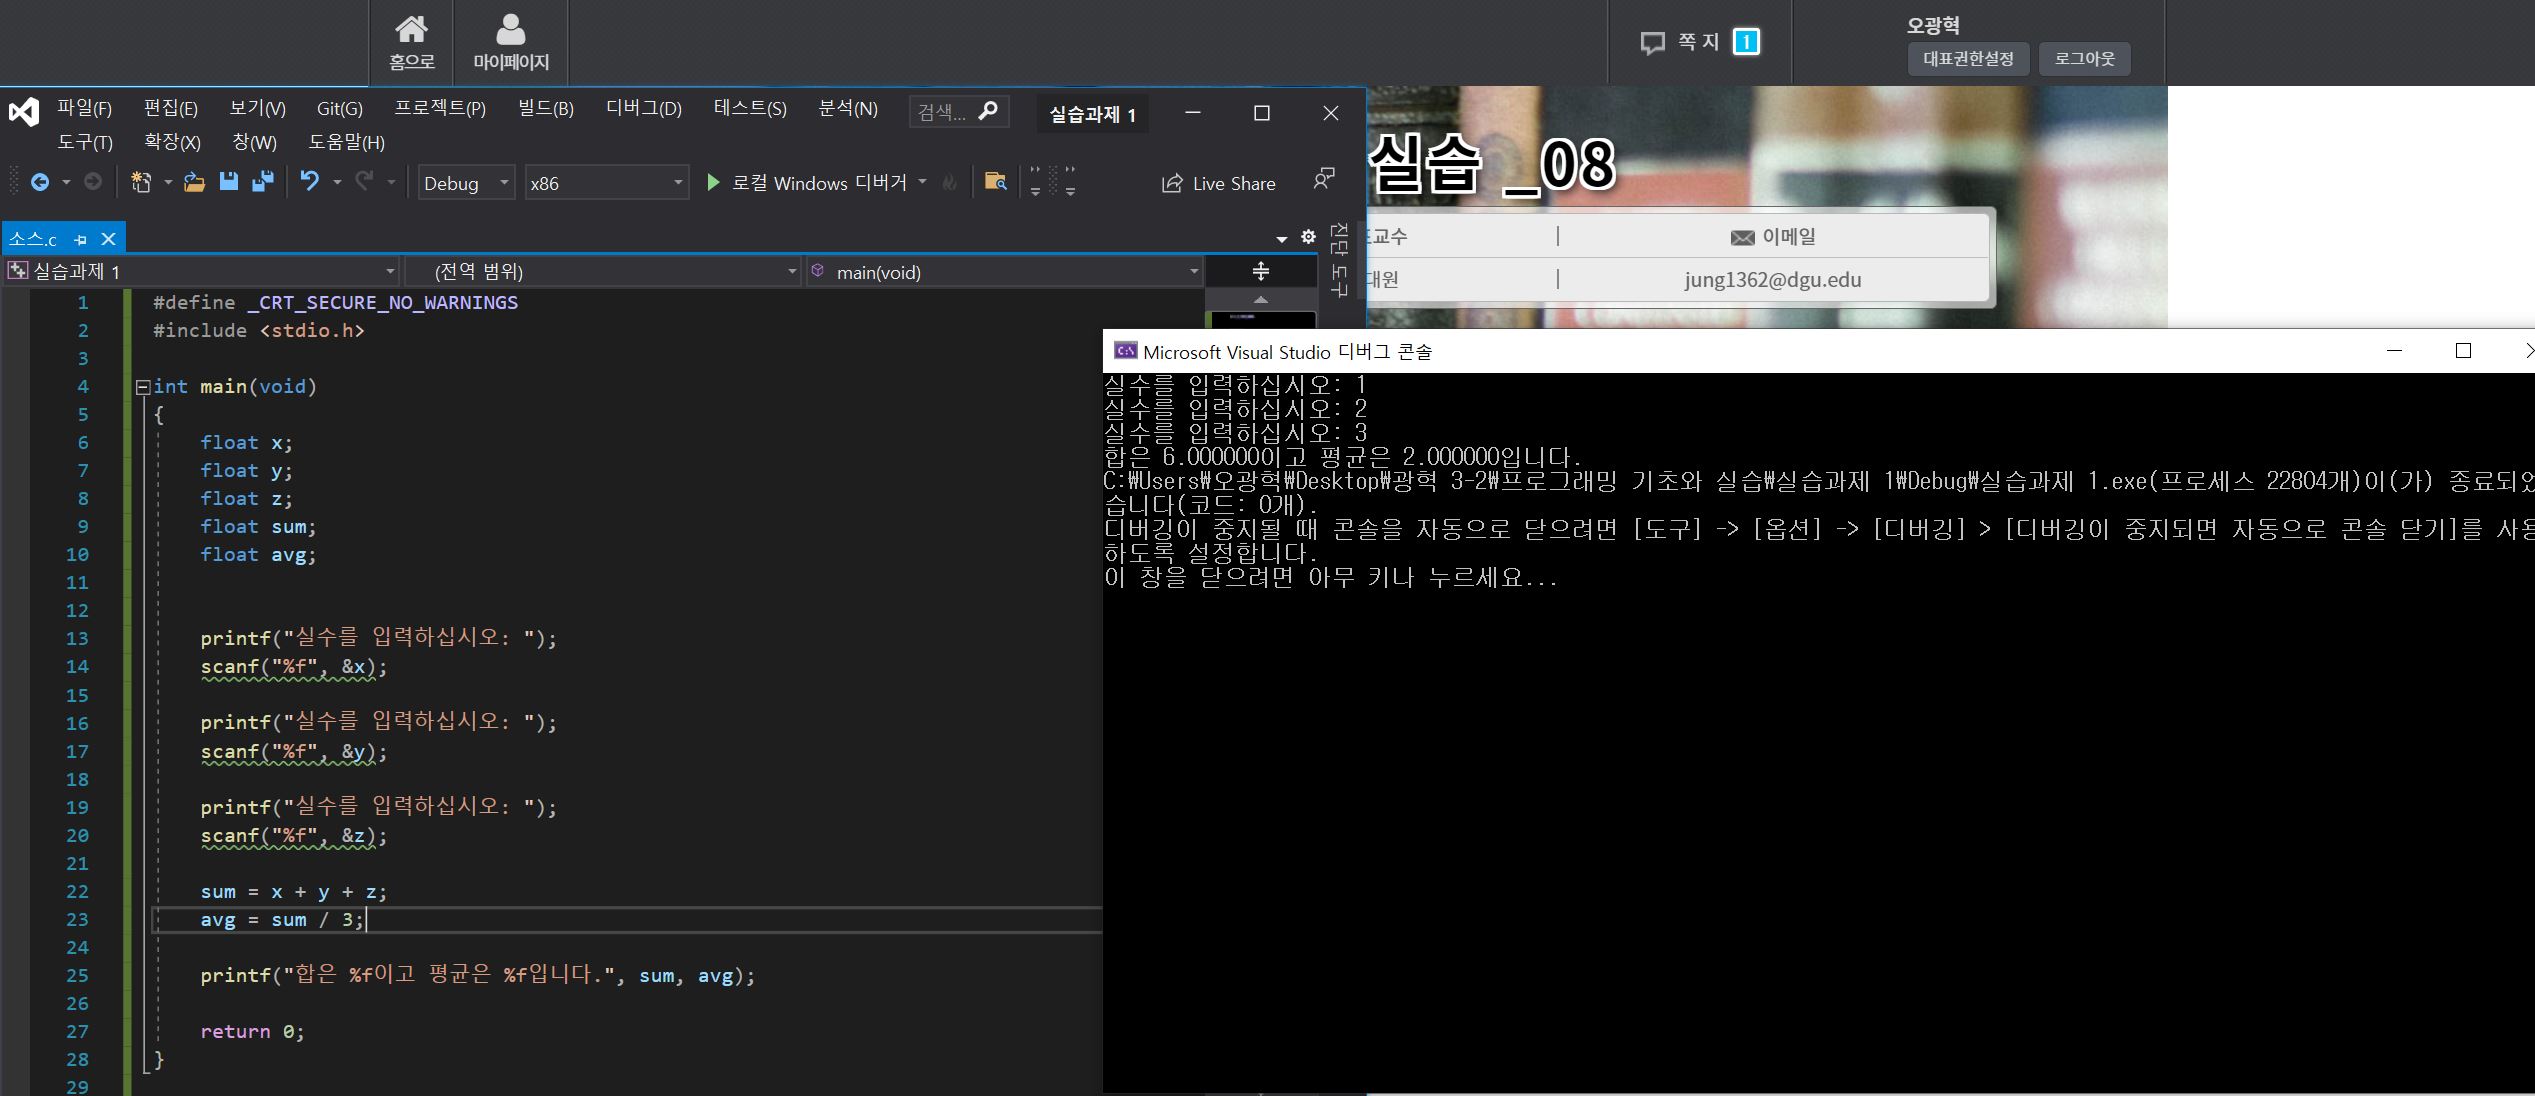 홈으로
마이페이지
쪽 지 1
오광혁
대표권한설정 로그아웃
파일(F) 편집(E) 보기(V) Git(G) 프로젝트(P) 빌드(B) 디버그(D) 테스트(S) 분석(N) 검색... 실습과제 1
도구(T) 확장(X) 창(W) 도움말(H)
Debug x86 로컬 Windows 디버거 Live Share
소스.c
진단 도구
실습과제 1 (전역 범위) main(void)
1 #define _CRT_SECURE_NO_WARNINGS
2 #include <stdio.h>
3
4 int main(void)
5 {
6 float x;
7 float y;
8 float z;
9 float sum;
10 float avg;
11
12
13 printf("실수를 입력하십시오: ");
14 scanf("%f", &x);
15
16 printf("실수를 입력하십시오: ");
17 scanf("%f", &y);
18
19 printf("실수를 입력하십시오: ");
20 scanf("%f", &z);
21
22 sum = x + y + z;
23 avg = sum / 3;
24
25 printf("합은 %f이고 평균은 %f입니다.", sum, avg);
26
27 return 0;
28 }
29
실습 _08
교수 | 이메일
대원 | jung1362@dgu.edu
Microsoft Visual Studio 디버그 콘솔
실수를 입력하십시오: 1
실수를 입력하십시오: 2
실수를 입력하십시오: 3
합은 6.000000이고 평균은 2.000000입니다.
C:₩Users₩오광혁₩Desktop₩광혁 3-2₩프로그래밍 기초와 실습₩실습과제 1₩Debug₩실습과제 1.exe(프로세스 22804개)이(가) 종료되었
습니다(코드: 0개).
디버깅이 중지될 때 콘솔을 자동으로 닫으려면 [도구] -> [옵션] -> [디버깅] > [디버깅이 중지되면 자동으로 콘솔 닫기]를 사용
하도록 설정합니다.
이 창을 닫으려면 아무 키나 누르세요...